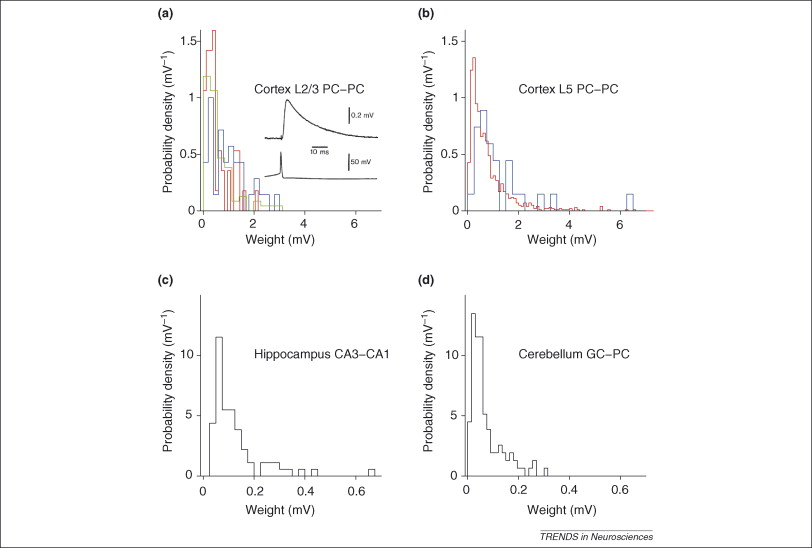 (a)
Cortex L2/3 PC–PC
0.2 mV
10 ms
50 mV
Probability density (mV⁻¹)
1.5
1
0.5
0
0 2 4 6
Weight (mV)
(b)
Cortex L5 PC–PC
Probability density (mV⁻¹)
1.5
1
0.5
0
0 2 4 6
Weight (mV)
(c)
Hippocampus CA3–CA1
Probability density (mV⁻¹)
10
5
0
0 0.2 0.4 0.6
Weight (mV)
(d)
Cerebellum GC–PC
Probability density (mV⁻¹)
10
5
0
0 0.2 0.4 0.6
Weight (mV)
TRENDS in Neurosciences